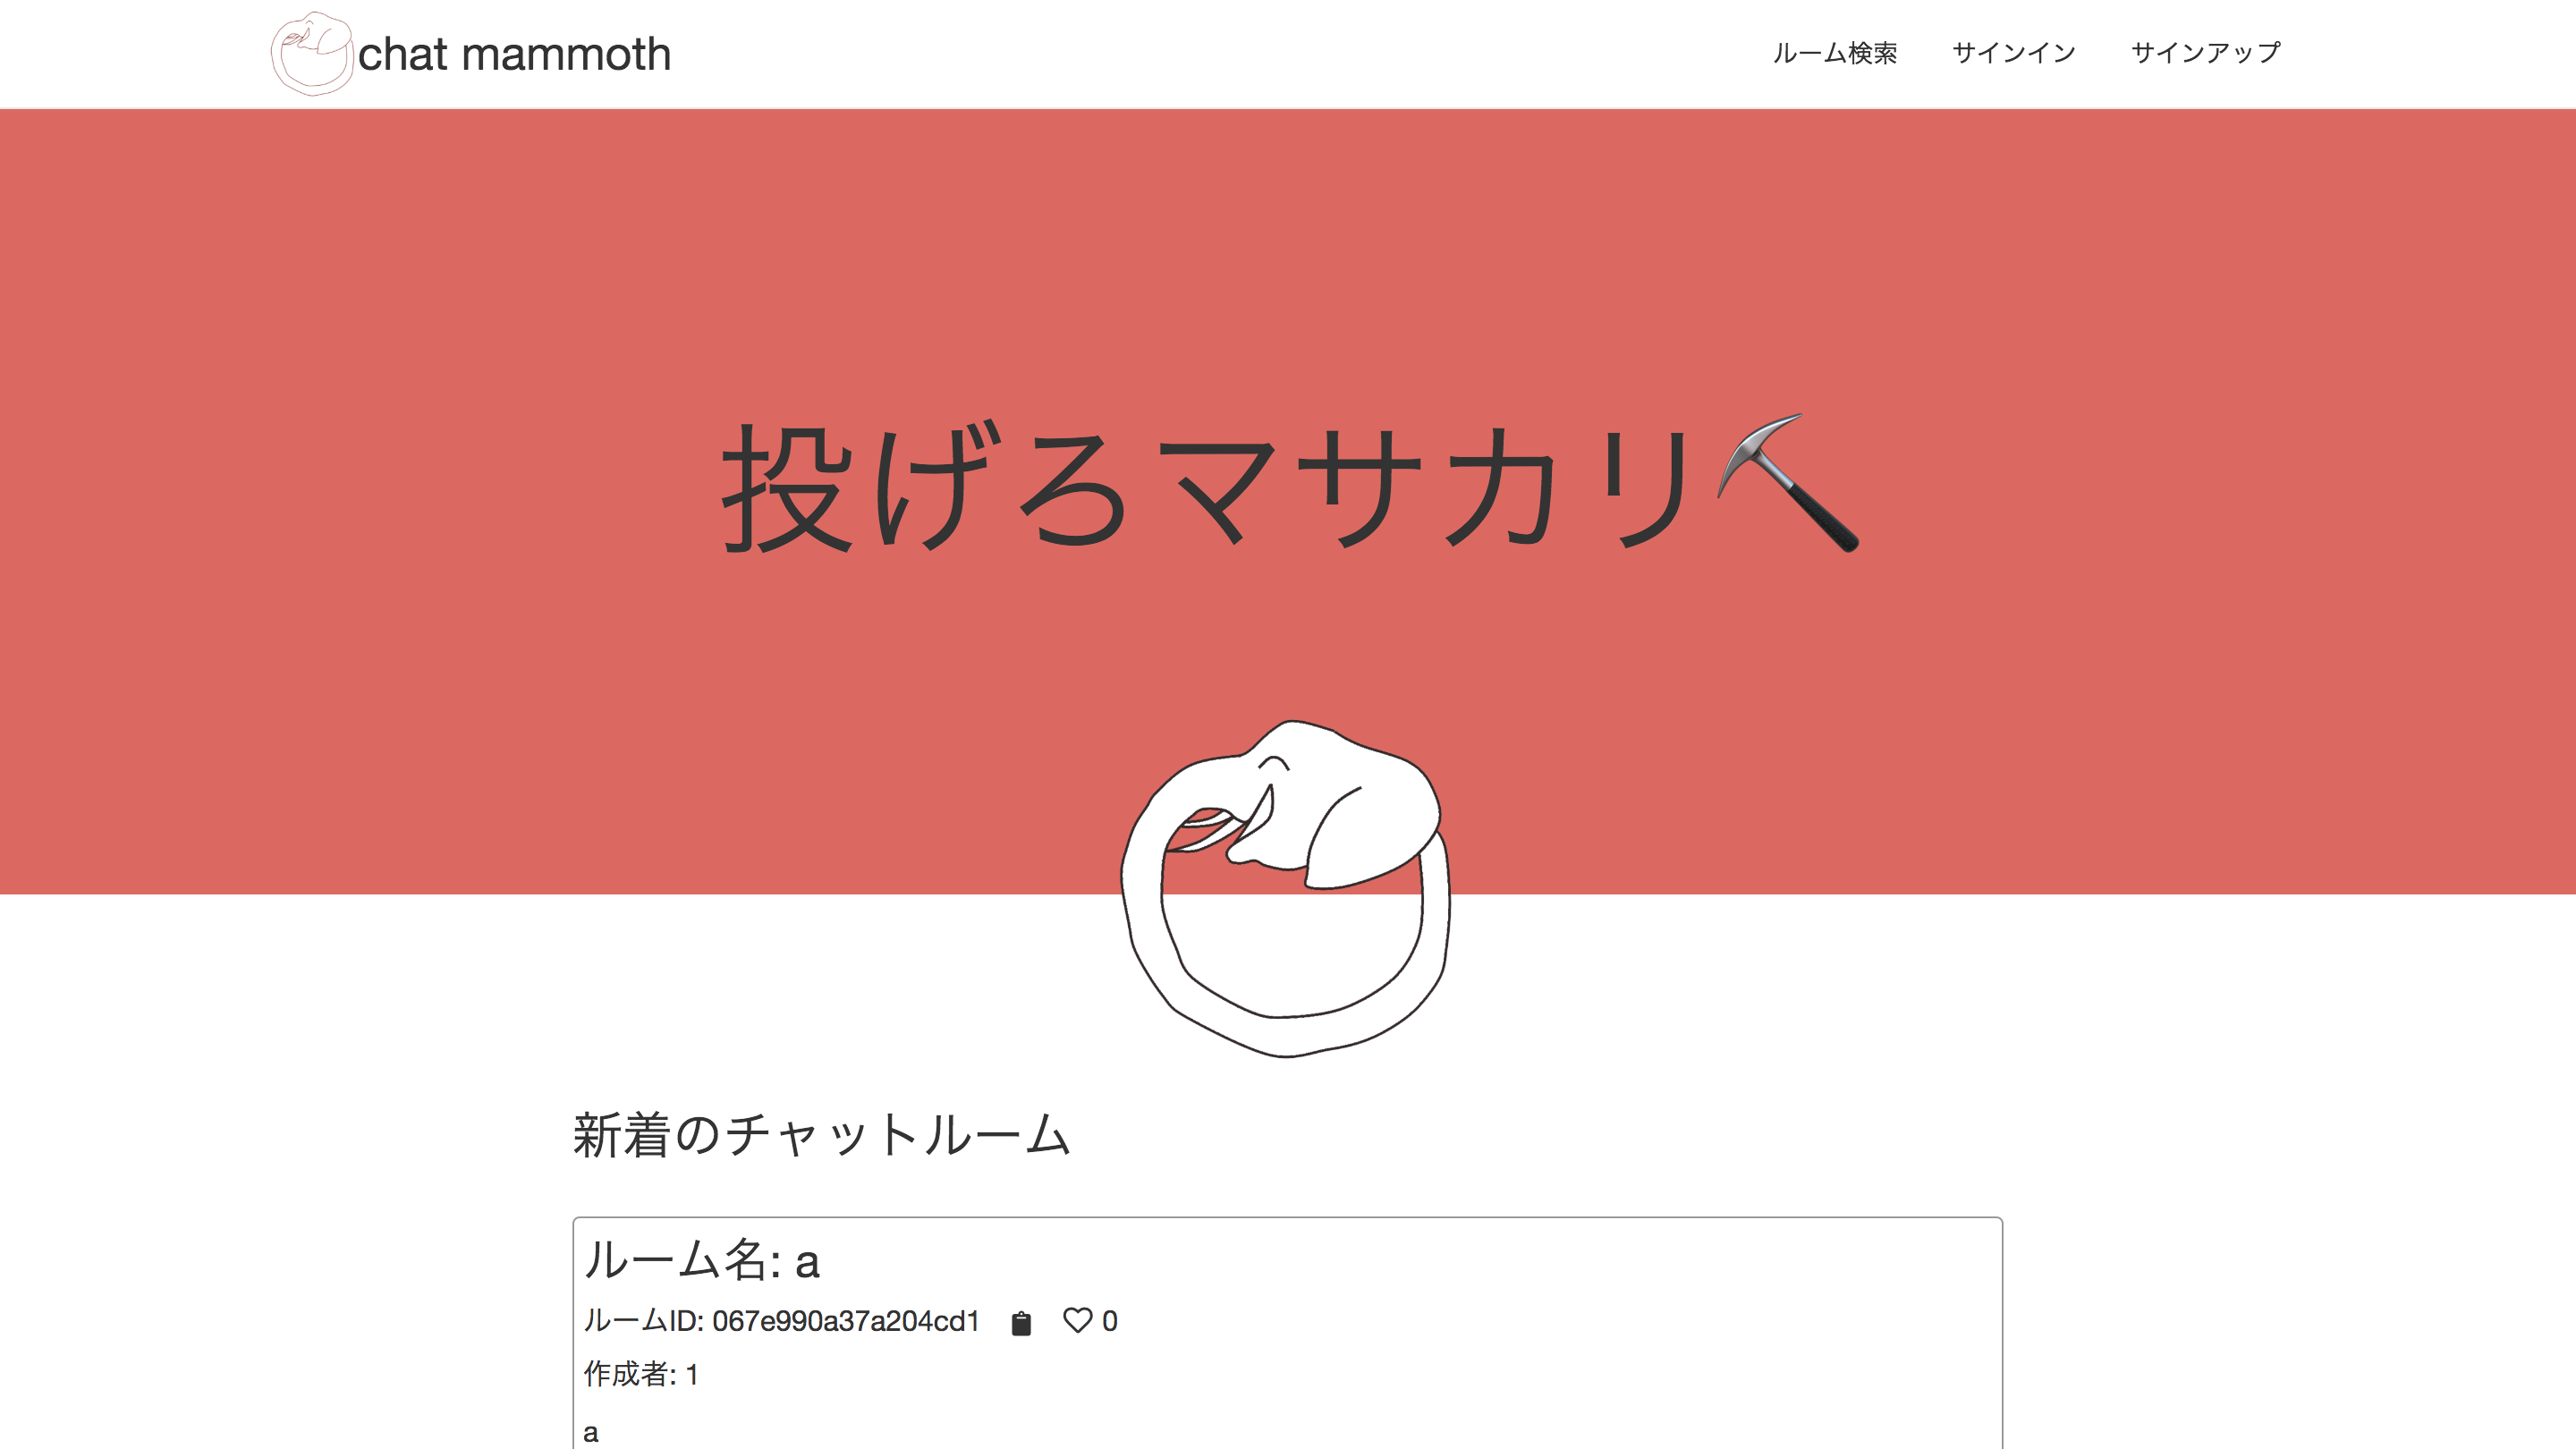 chat mammoth
ルーム検索 サインイン サインアップ
投げろマサカリ⛏
新着のチャットルーム
ルーム名: a
ルームID: 067e990a37a204cd1 0
作成者: 1
a